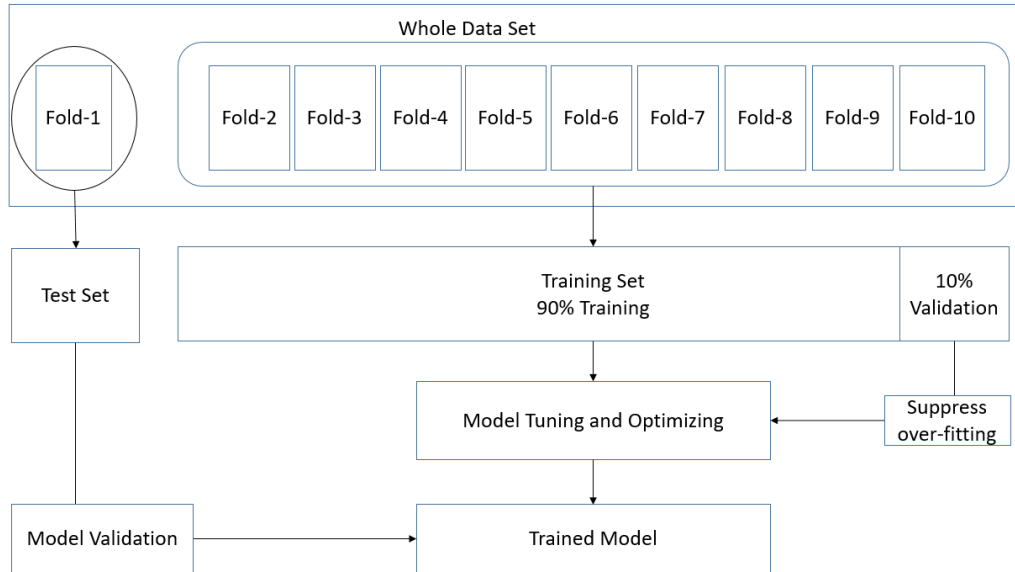 Whole Data Set
Fold-1
Fold-2
Fold-3
Fold-4
Fold-5
Fold-6
Fold-7
Fold-8
Fold-9
Fold-10
Test Set
Training Set
90% Training
10%
Validation
Model Tuning and Optimizing
Suppress
over-fitting
Model Validation
Trained Model